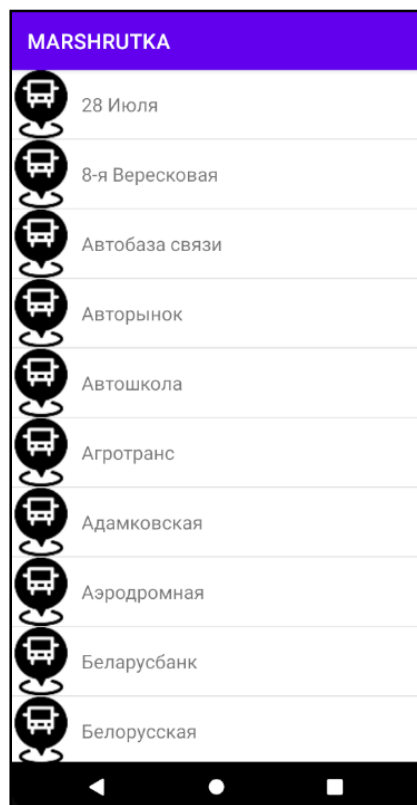 MARSHRUTKA
28 Июля
8-я Вересковая
Автобаза связи
Авторынок
Автошкола
Агротранс
Адамковская
Аэродромная
Беларусбанк
Белорусская